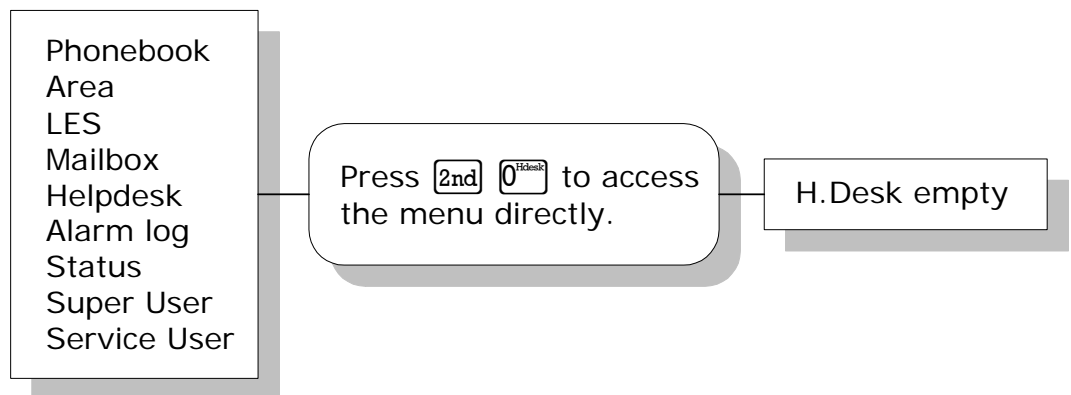 Phonebook
Area
LES
Mailbox
Helpdesk
Alarm log
Status
Super User
Service User
Press 2nd 0Hdesk to access
the menu directly.
H.Desk empty